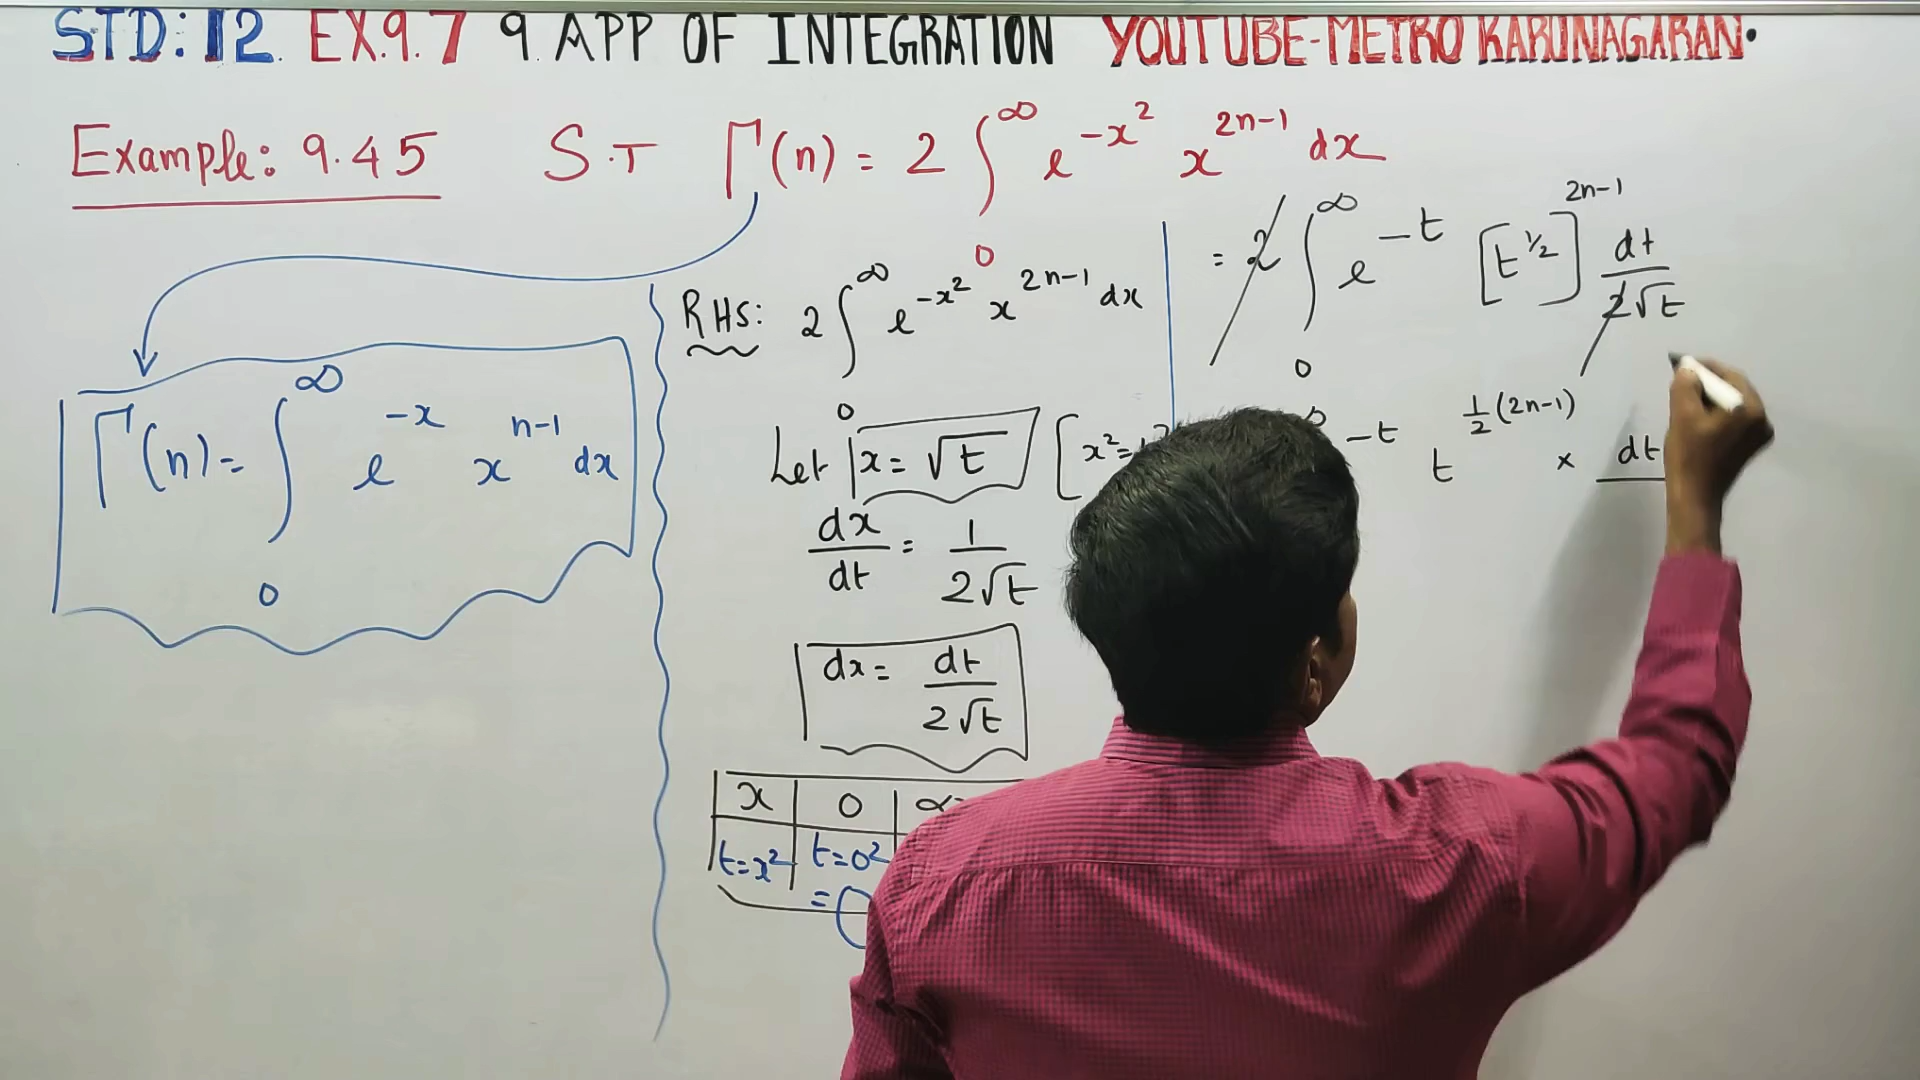 STD: 12. EX.9.7 9. APP OF INTEGRATION YOUTUBE-METRO KARUNAGARAN.
Example: 9.45 S.T Γ(n) = 2 ∫₀^∞ e^{-x²} x^{2n-1} dx
Γ(n) = ∫₀^∞ e^{-x} x^{n-1} dx
RHS: 2 ∫₀^∞ e^{-x²} x^{2n-1} dx
Let x = √t [x² =
dx/dt = 1/(2√t)
dx = dt/(2√t)
x | 0 |
t=x² | t=0²
=
= 2 ∫₀^∞ e^{-t} [t^{1/2}]^{2n-1} dt/(2√t)
-t t^{1/2(2n-1)} × dt